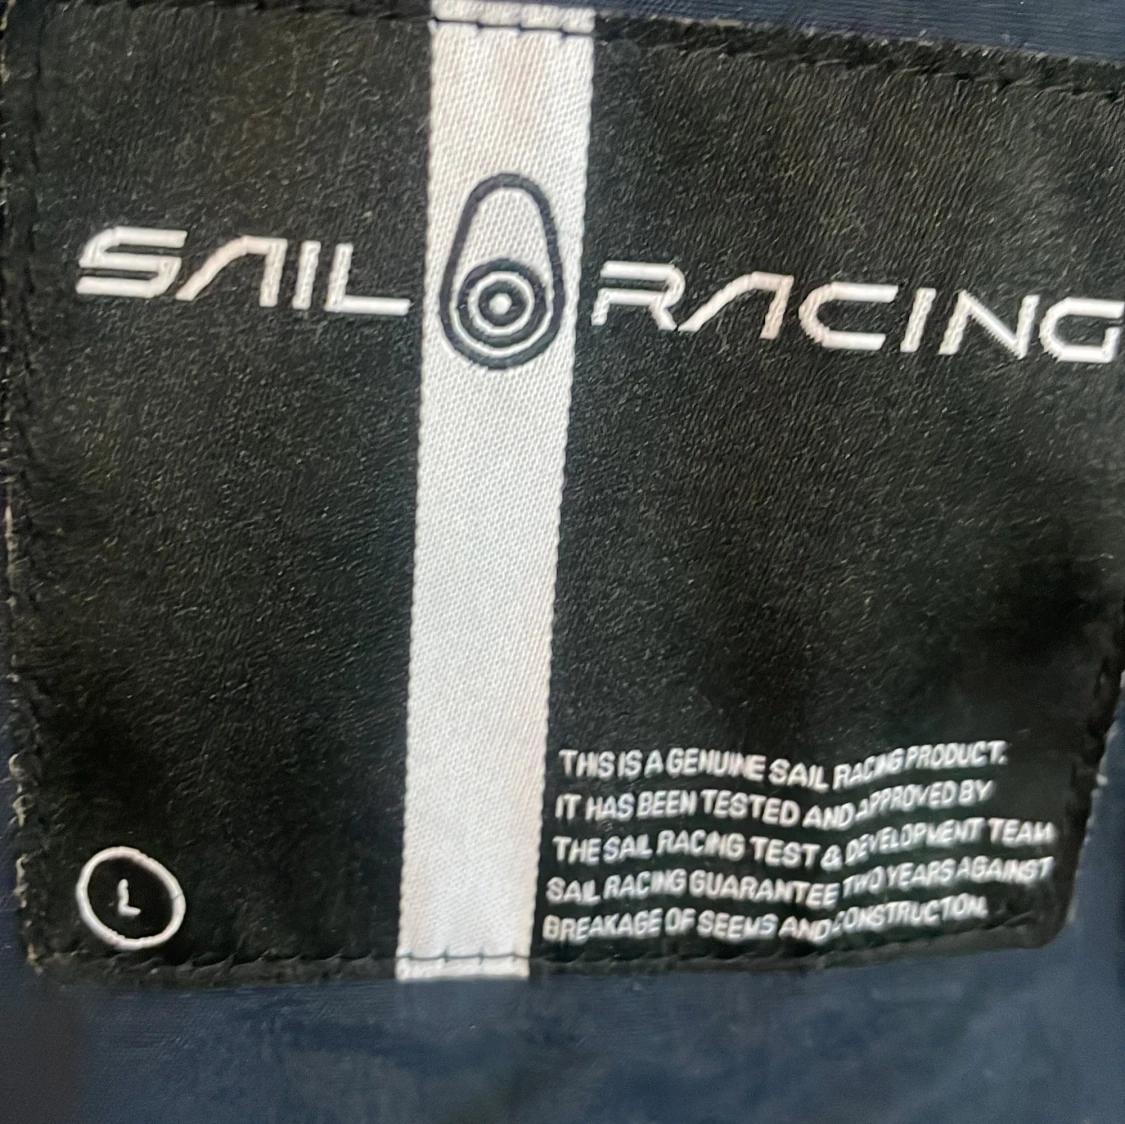 SAIL RACING
THIS IS A GENUINE SAIL RACING PRODUCT.
IT HAS BEEN TESTED AND APPROVED BY
THE SAIL RACING TEST & DEVELOPMENT TEAM
SAIL RACING GUARANTEE TWO YEARS AGAINST
BREAKAGE OF SEEMS AND CONSTRUCTON.
L